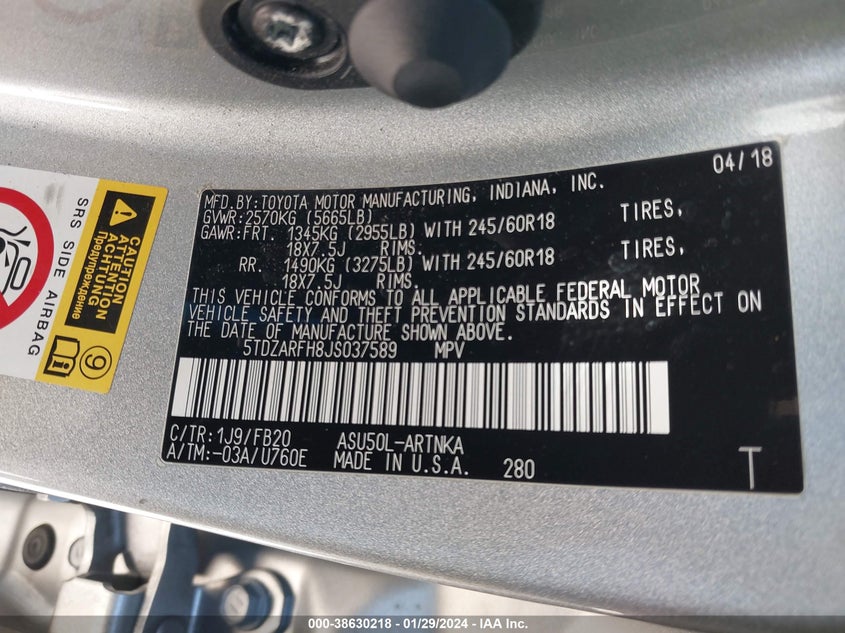 04/18
MFD.BY:TOYOTA MOTOR MANUFACTURING, INDIANA, INC.
GVWR:2570KG (5665LB)
GAWR:FRT. 1345KG (2955LB) WITH 245/60R18 TIRES,
18X7.5J RIMS.
RR. 1490KG (3275LB) WITH 245/60R18 TIRES,
18X7.5J RIMS.
THIS VEHICLE CONFORMS TO ALL APPLICABLE FEDERAL MOTOR
VEHICLE SAFETY AND THEFT PREVENTION STANDARDS IN EFFECT ON
THE DATE OF MANUFACTURE SHOWN ABOVE.
5TDZARFH8JS037589 MPV
C/TR:1J9/FB20 ASU50L-ARTNKA
A/TM:-03A/U760E MADE IN U.S.A. 280
T
SRS SIDE AIRBAG
CAUTION
ATTENTION
ACHTUNG
Предупреждение
9
000-38630218 - 01/29/2024 - IAA Inc.